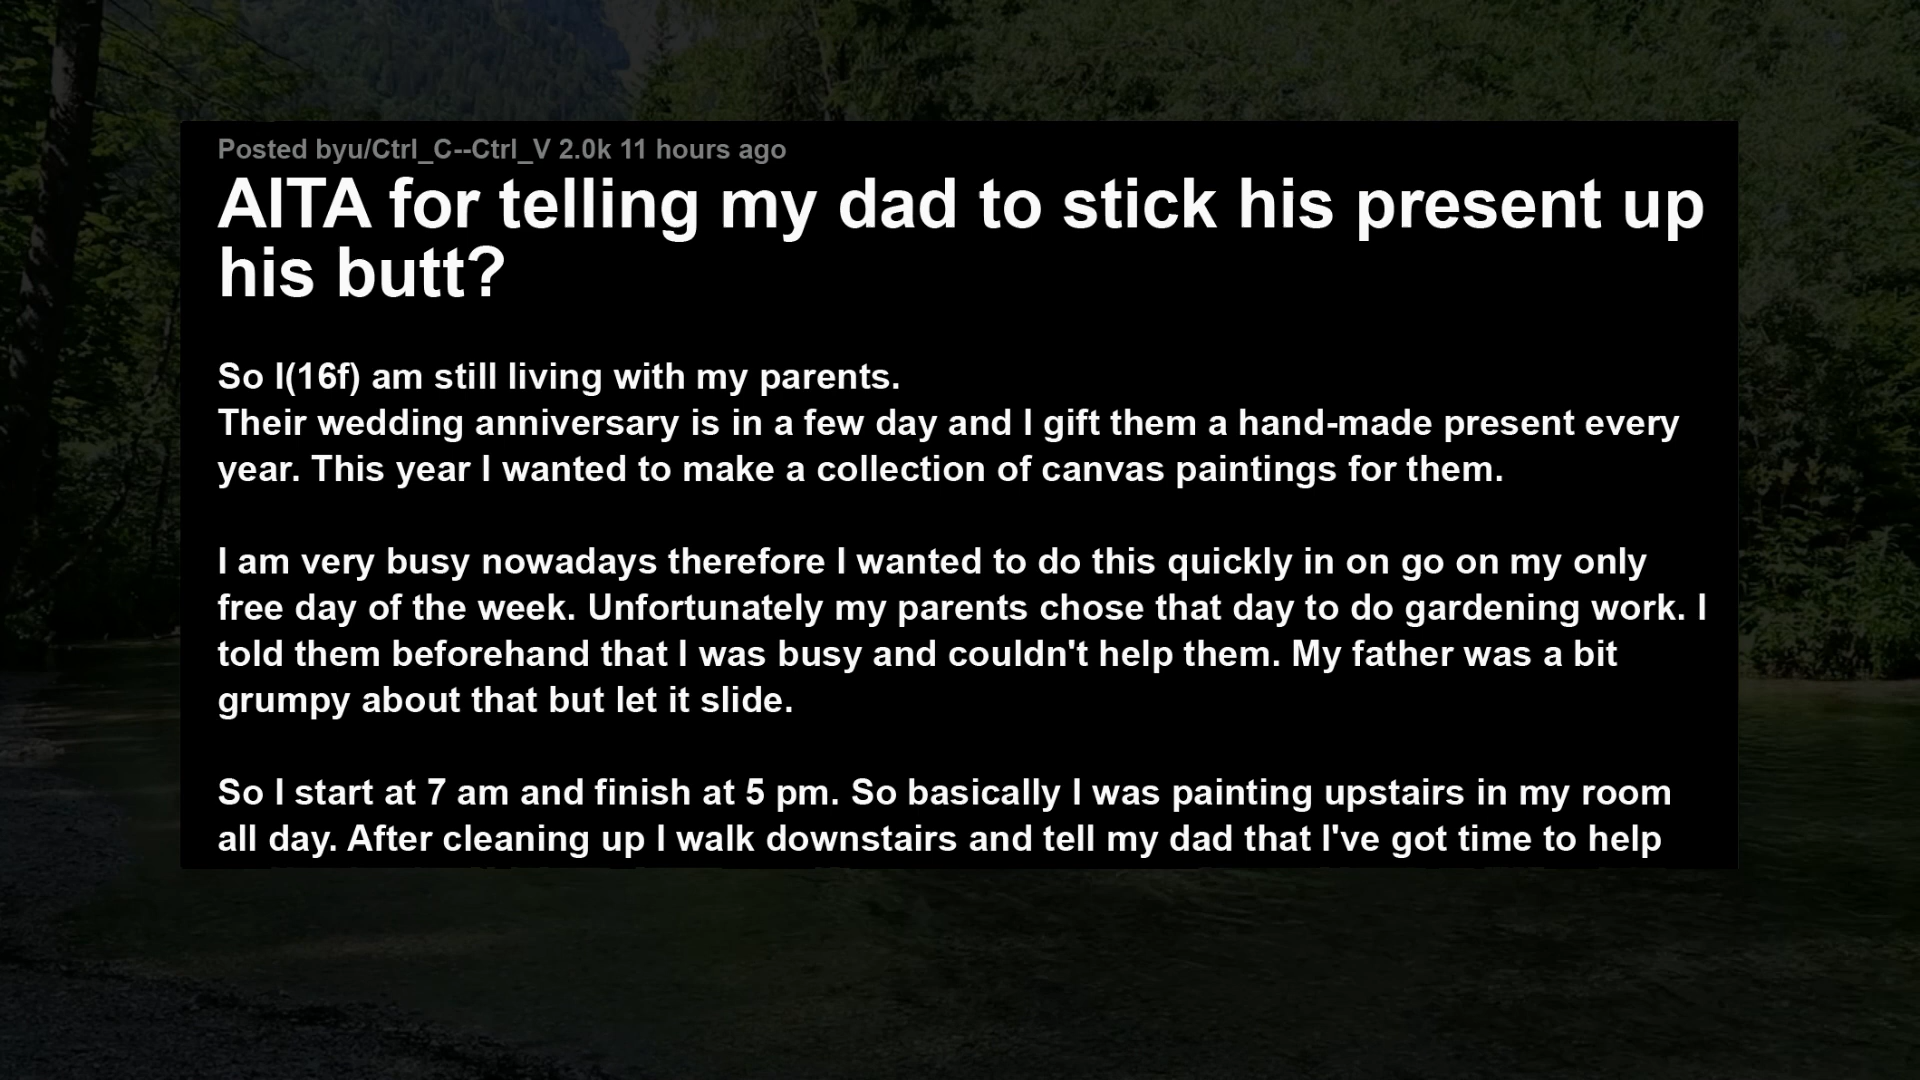 Posted byu/Ctrl_C--Ctrl_V 2.0k 11 hours ago
AITA for telling my dad to stick his present up
his butt?
So I(16f) am still living with my parents.
Their wedding anniversary is in a few day and I gift them a hand-made present every
year. This year I wanted to make a collection of canvas paintings for them.
I am very busy nowadays therefore I wanted to do this quickly in on go on my only
free day of the week. Unfortunately my parents chose that day to do gardening work. I
told them beforehand that I was busy and couldn't help them. My father was a bit
grumpy about that but let it slide.
So I start at 7 am and finish at 5 pm. So basically I was painting upstairs in my room
all day. After cleaning up I walk downstairs and tell my dad that I've got time to help